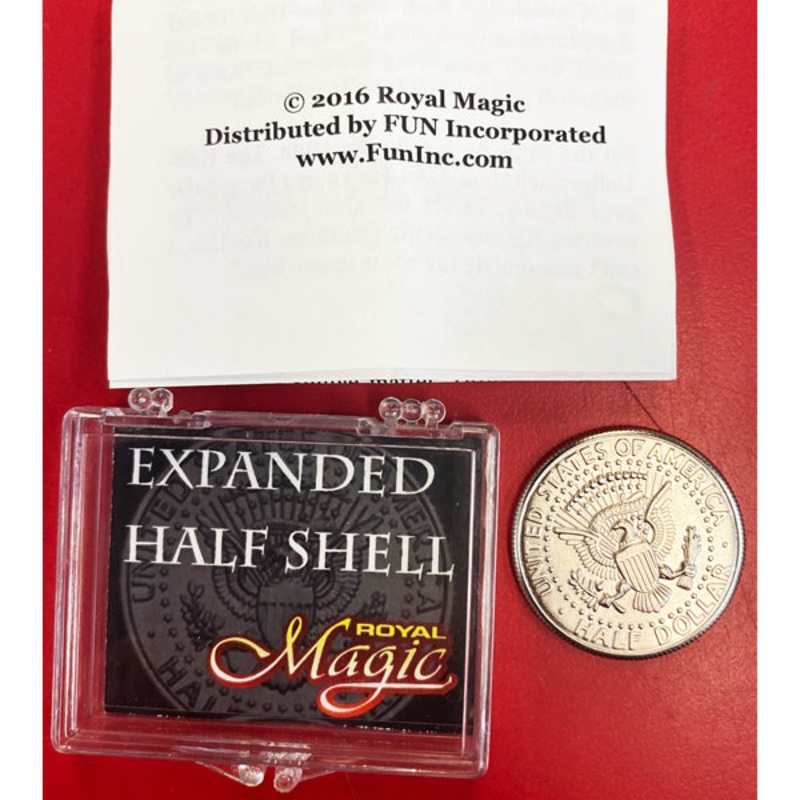 © 2016 Royal Magic
Distributed by FUN Incorporated
www.FunInc.com
EXPANDED
HALF SHELL
ROYAL
Magic
UNITED STATES OF AMERICA
HALF DOLLAR